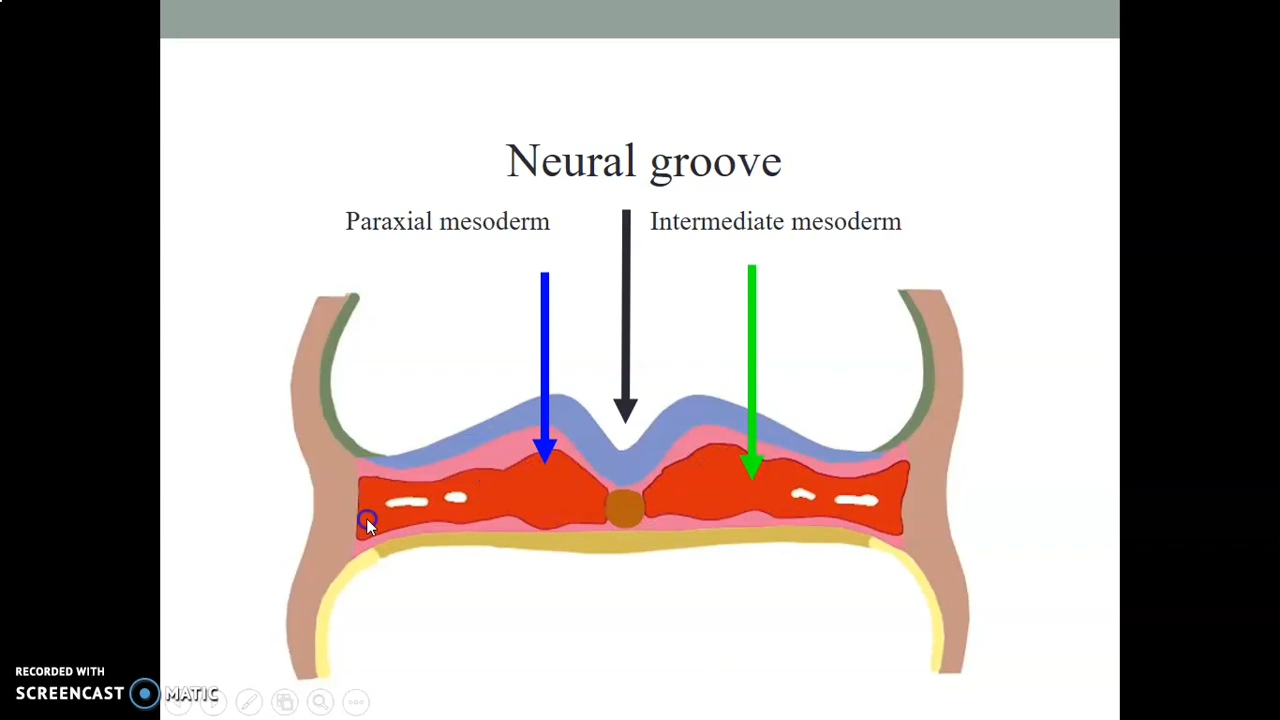 Neural groove
Paraxial mesoderm
Intermediate mesoderm
RECORDED WITH
SCREENCAST MATIC